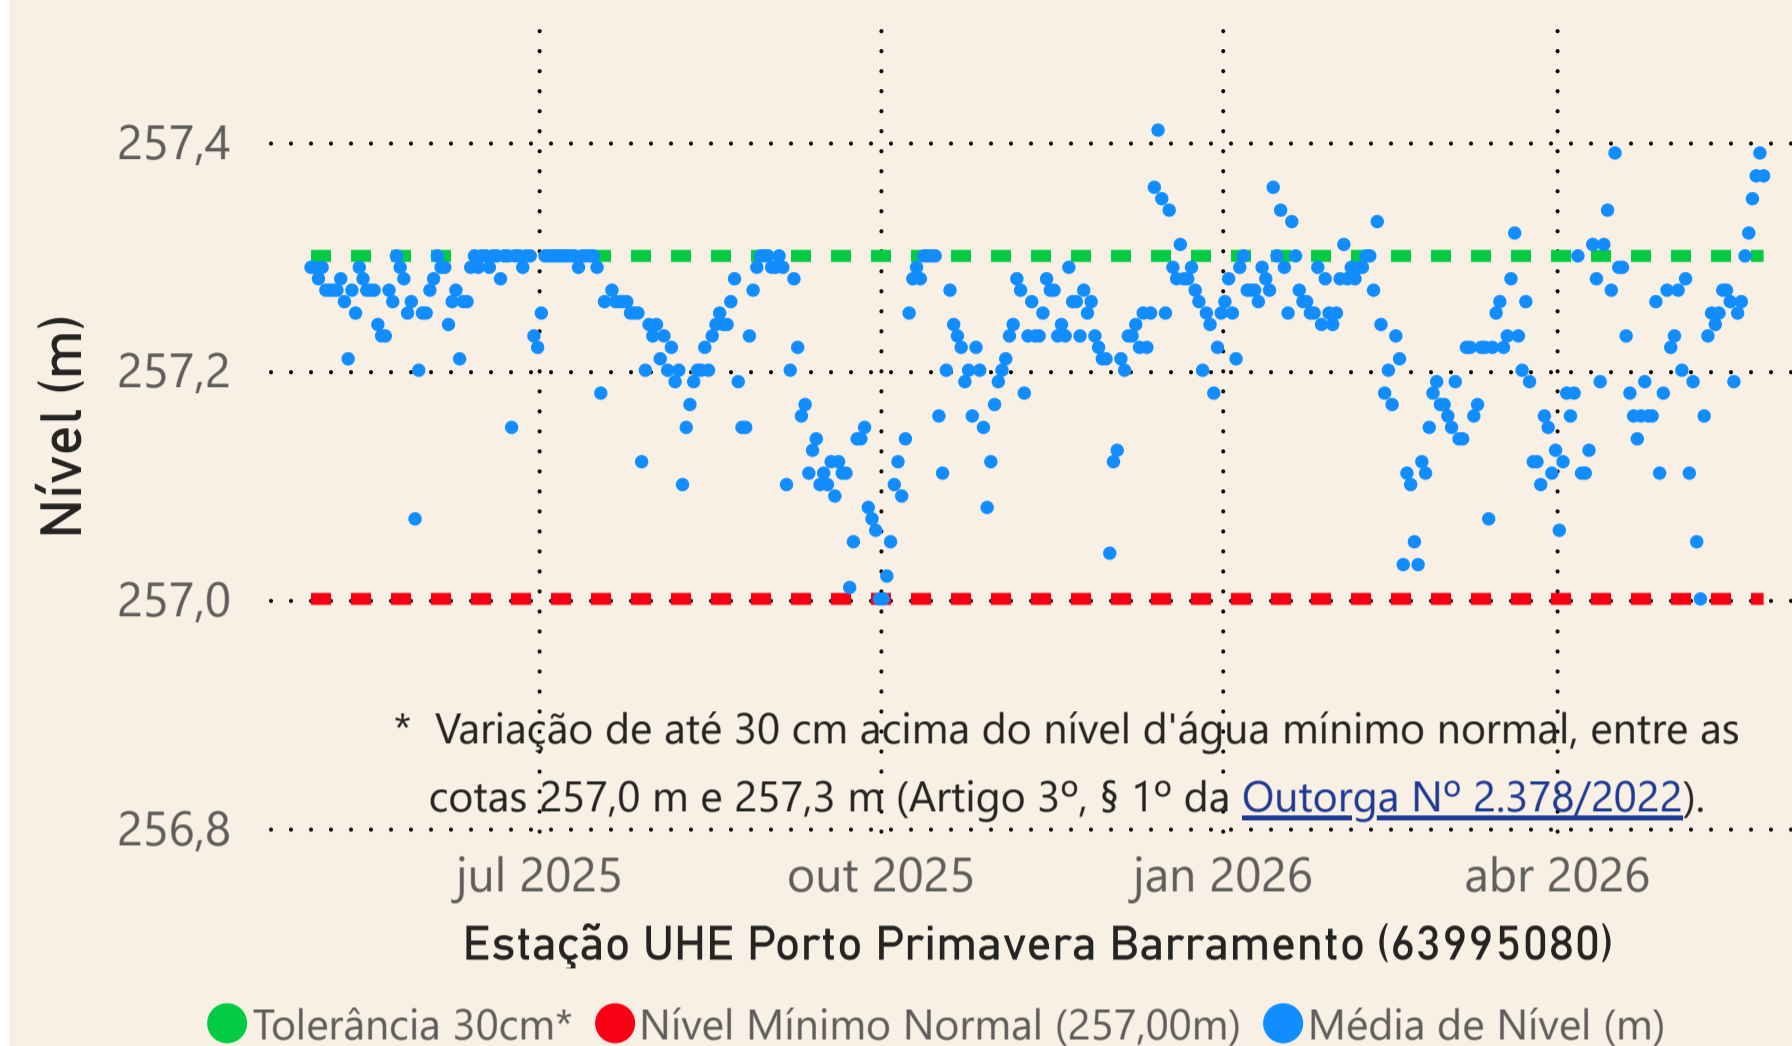 Nível (m)
257,4
257,2
257,0
256,8
* Variação de até 30 cm acima do nível d'água mínimo normal, entre as
cotas 257,0 m e 257,3 m (Artigo 3º, § 1º da Outorga Nº 2.378/2022).
jul 2025 out 2025 jan 2026 abr 2026
Estação UHE Porto Primavera Barramento (63995080)
Tolerância 30cm* Nível Mínimo Normal (257,00m) Média de Nível (m)